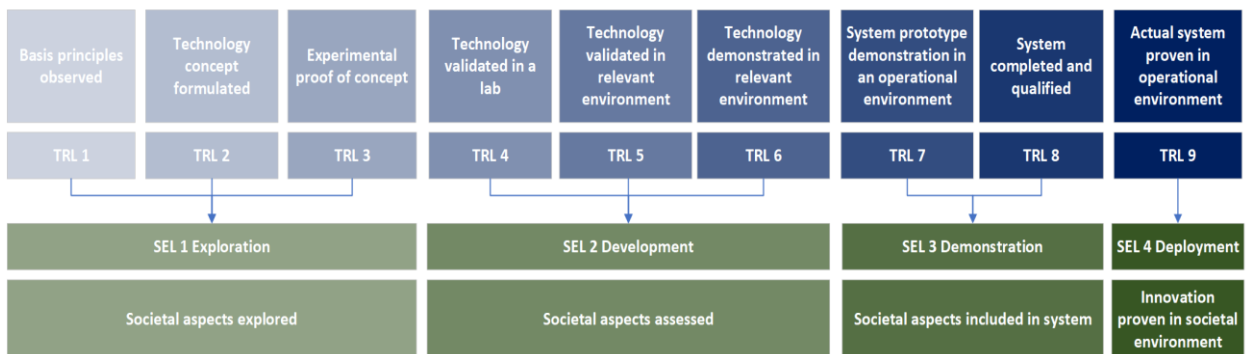 Basis principles
observed
Technology
concept
formulated
Experimental
proof of concept
Technology
validated in a
lab
Technology
validated in
relevant
environment
Technology
demonstrated in
relevant
environment
System prototype
demonstration in
an operational
environment
System
completed and
qualified
Actual system
proven in
operational
environment
TRL 1
TRL 2
TRL 3
TRL 4
TRL 5
TRL 6
TRL 7
TRL 8
TRL 9
SEL 1 Exploration
SEL 2 Development
SEL 3 Demonstration
SEL 4 Deployment
Societal aspects explored
Societal aspects assessed
Societal aspects included in system
Innovation
proven in societal
environment